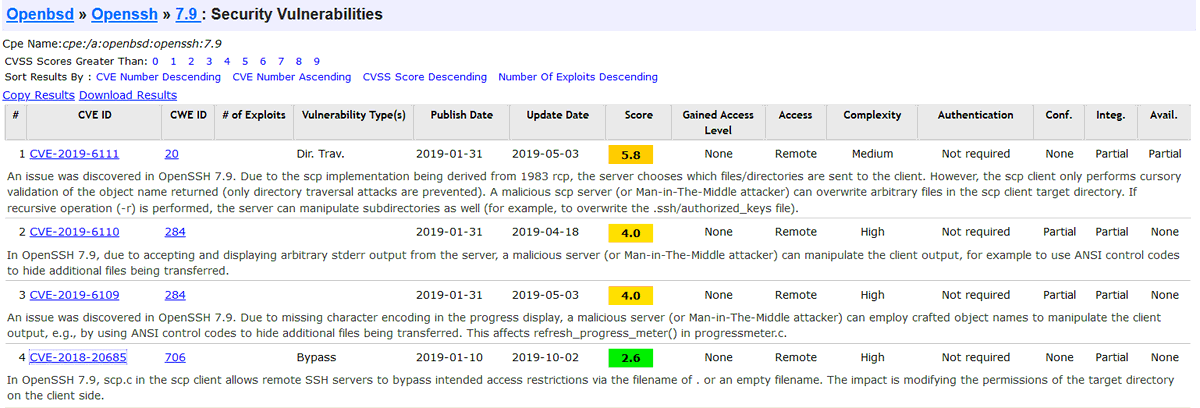 Openbsd » Openssh » 7.9 : Security Vulnerabilities
Cpe Name:cpe:/a:openbsd:openssh:7.9
CVSS Scores Greater Than: 0 1 2 3 4 5 6 7 8 9
Sort Results By : CVE Number Descending CVE Number Ascending CVSS Score Descending Number Of Exploits Descending
Copy Results Download Results
# CVE ID CWE ID # of Exploits Vulnerability Type(s) Publish Date Update Date Score Gained Access Level Access Complexity Authentication Conf. Integ. Avail.
1 CVE-2019-6111 20 Dir. Trav. 2019-01-31 2019-05-03 5.8 None Remote Medium Not required None Partial Partial
An issue was discovered in OpenSSH 7.9. Due to the scp implementation being derived from 1983 rcp, the server chooses which files/directories are sent to the client. However, the scp client only performs cursory
validation of the object name returned (only directory traversal attacks are prevented). A malicious scp server (or Man-in-The-Middle attacker) can overwrite arbitrary files in the scp client target directory. If
recursive operation (-r) is performed, the server can manipulate subdirectories as well (for example, to overwrite the .ssh/authorized_keys file).
2 CVE-2019-6110 284 2019-01-31 2019-04-18 4.0 None Remote High Not required Partial Partial None
In OpenSSH 7.9, due to accepting and displaying arbitrary stderr output from the server, a malicious server (or Man-in-The-Middle attacker) can manipulate the client output, for example to use ANSI control codes
to hide additional files being transferred.
3 CVE-2019-6109 284 2019-01-31 2019-05-03 4.0 None Remote High Not required Partial Partial None
An issue was discovered in OpenSSH 7.9. Due to missing character encoding in the progress display, a malicious server (or Man-in-The-Middle attacker) can employ crafted object names to manipulate the client
output, e.g., by using ANSI control codes to hide additional files being transferred. This affects refresh_progress_meter() in progressmeter.c.
4 CVE-2018-20685 706 Bypass 2019-01-10 2019-10-02 2.6 None Remote High Not required None Partial None
In OpenSSH 7.9, scp.c in the scp client allows remote SSH servers to bypass intended access restrictions via the filename of . or an empty filename. The impact is modifying the permissions of the target directory
on the client side.